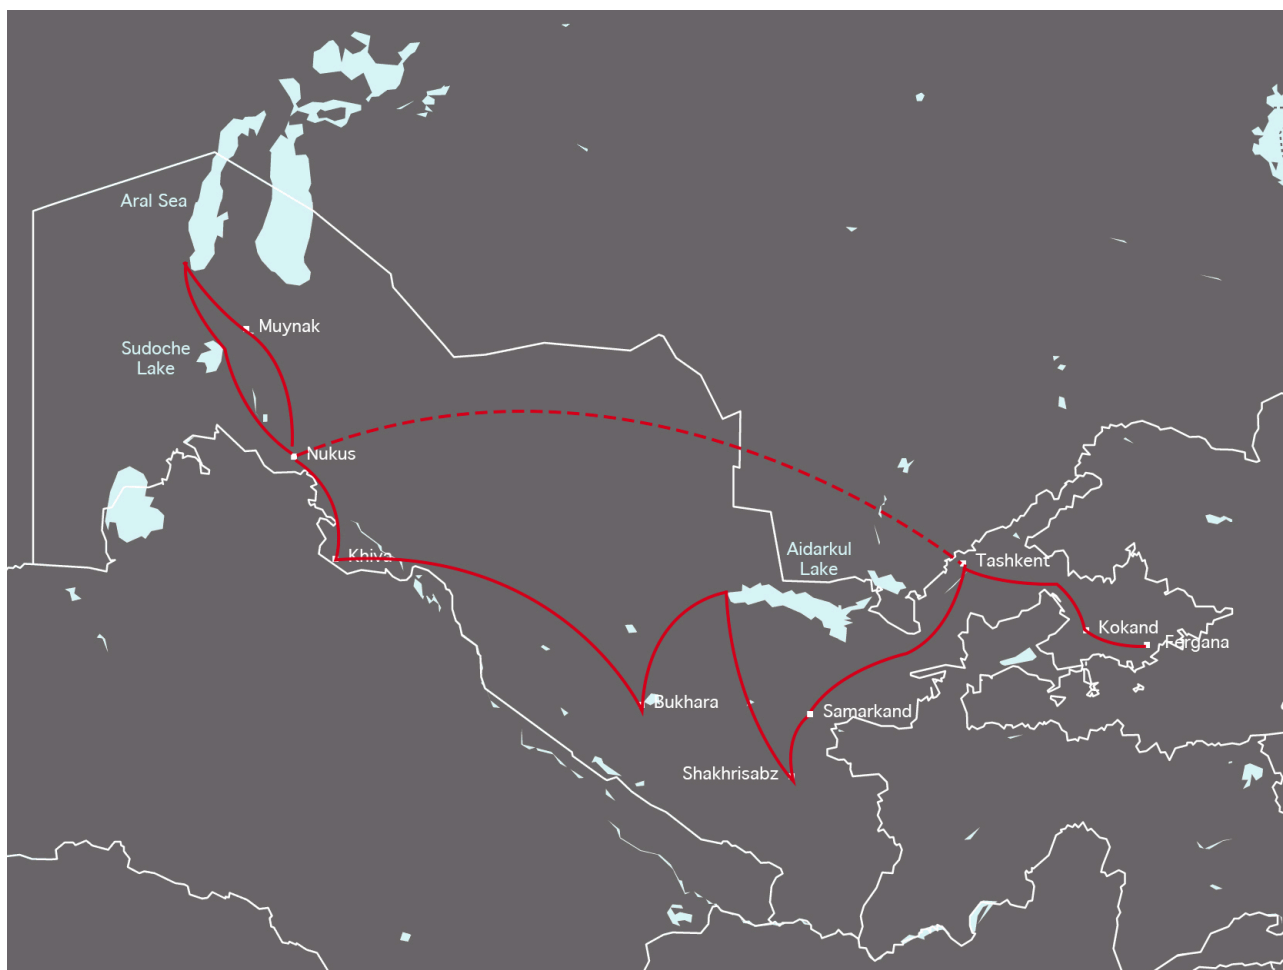 Aral Sea
Muynak
Sudoche
Lake
Nukus
Khiva
Aidarkul
Lake
Tashkent
Kokand
Fergana
Bukhara
Samarkand
Shakhrisabz